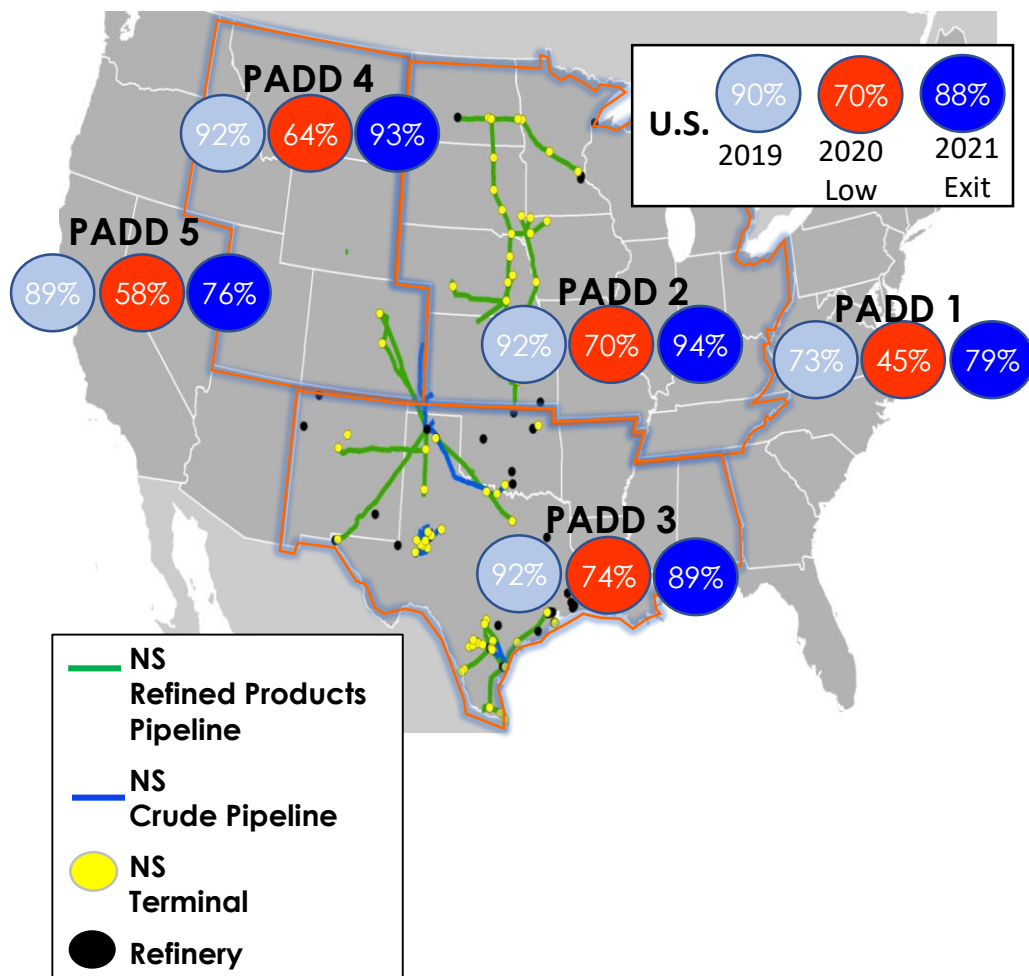 PADD 4
92% 64% 93%
U.S.
90% 70% 88%
2019 2020 2021
Low Exit
PADD 5
89% 58% 76%
PADD 2
92% 70% 94%
PADD 1
73% 45% 79%
PADD 3
92% 74% 89%
NS
Refined Products
Pipeline
NS
Crude Pipeline
NS
Terminal
Refinery